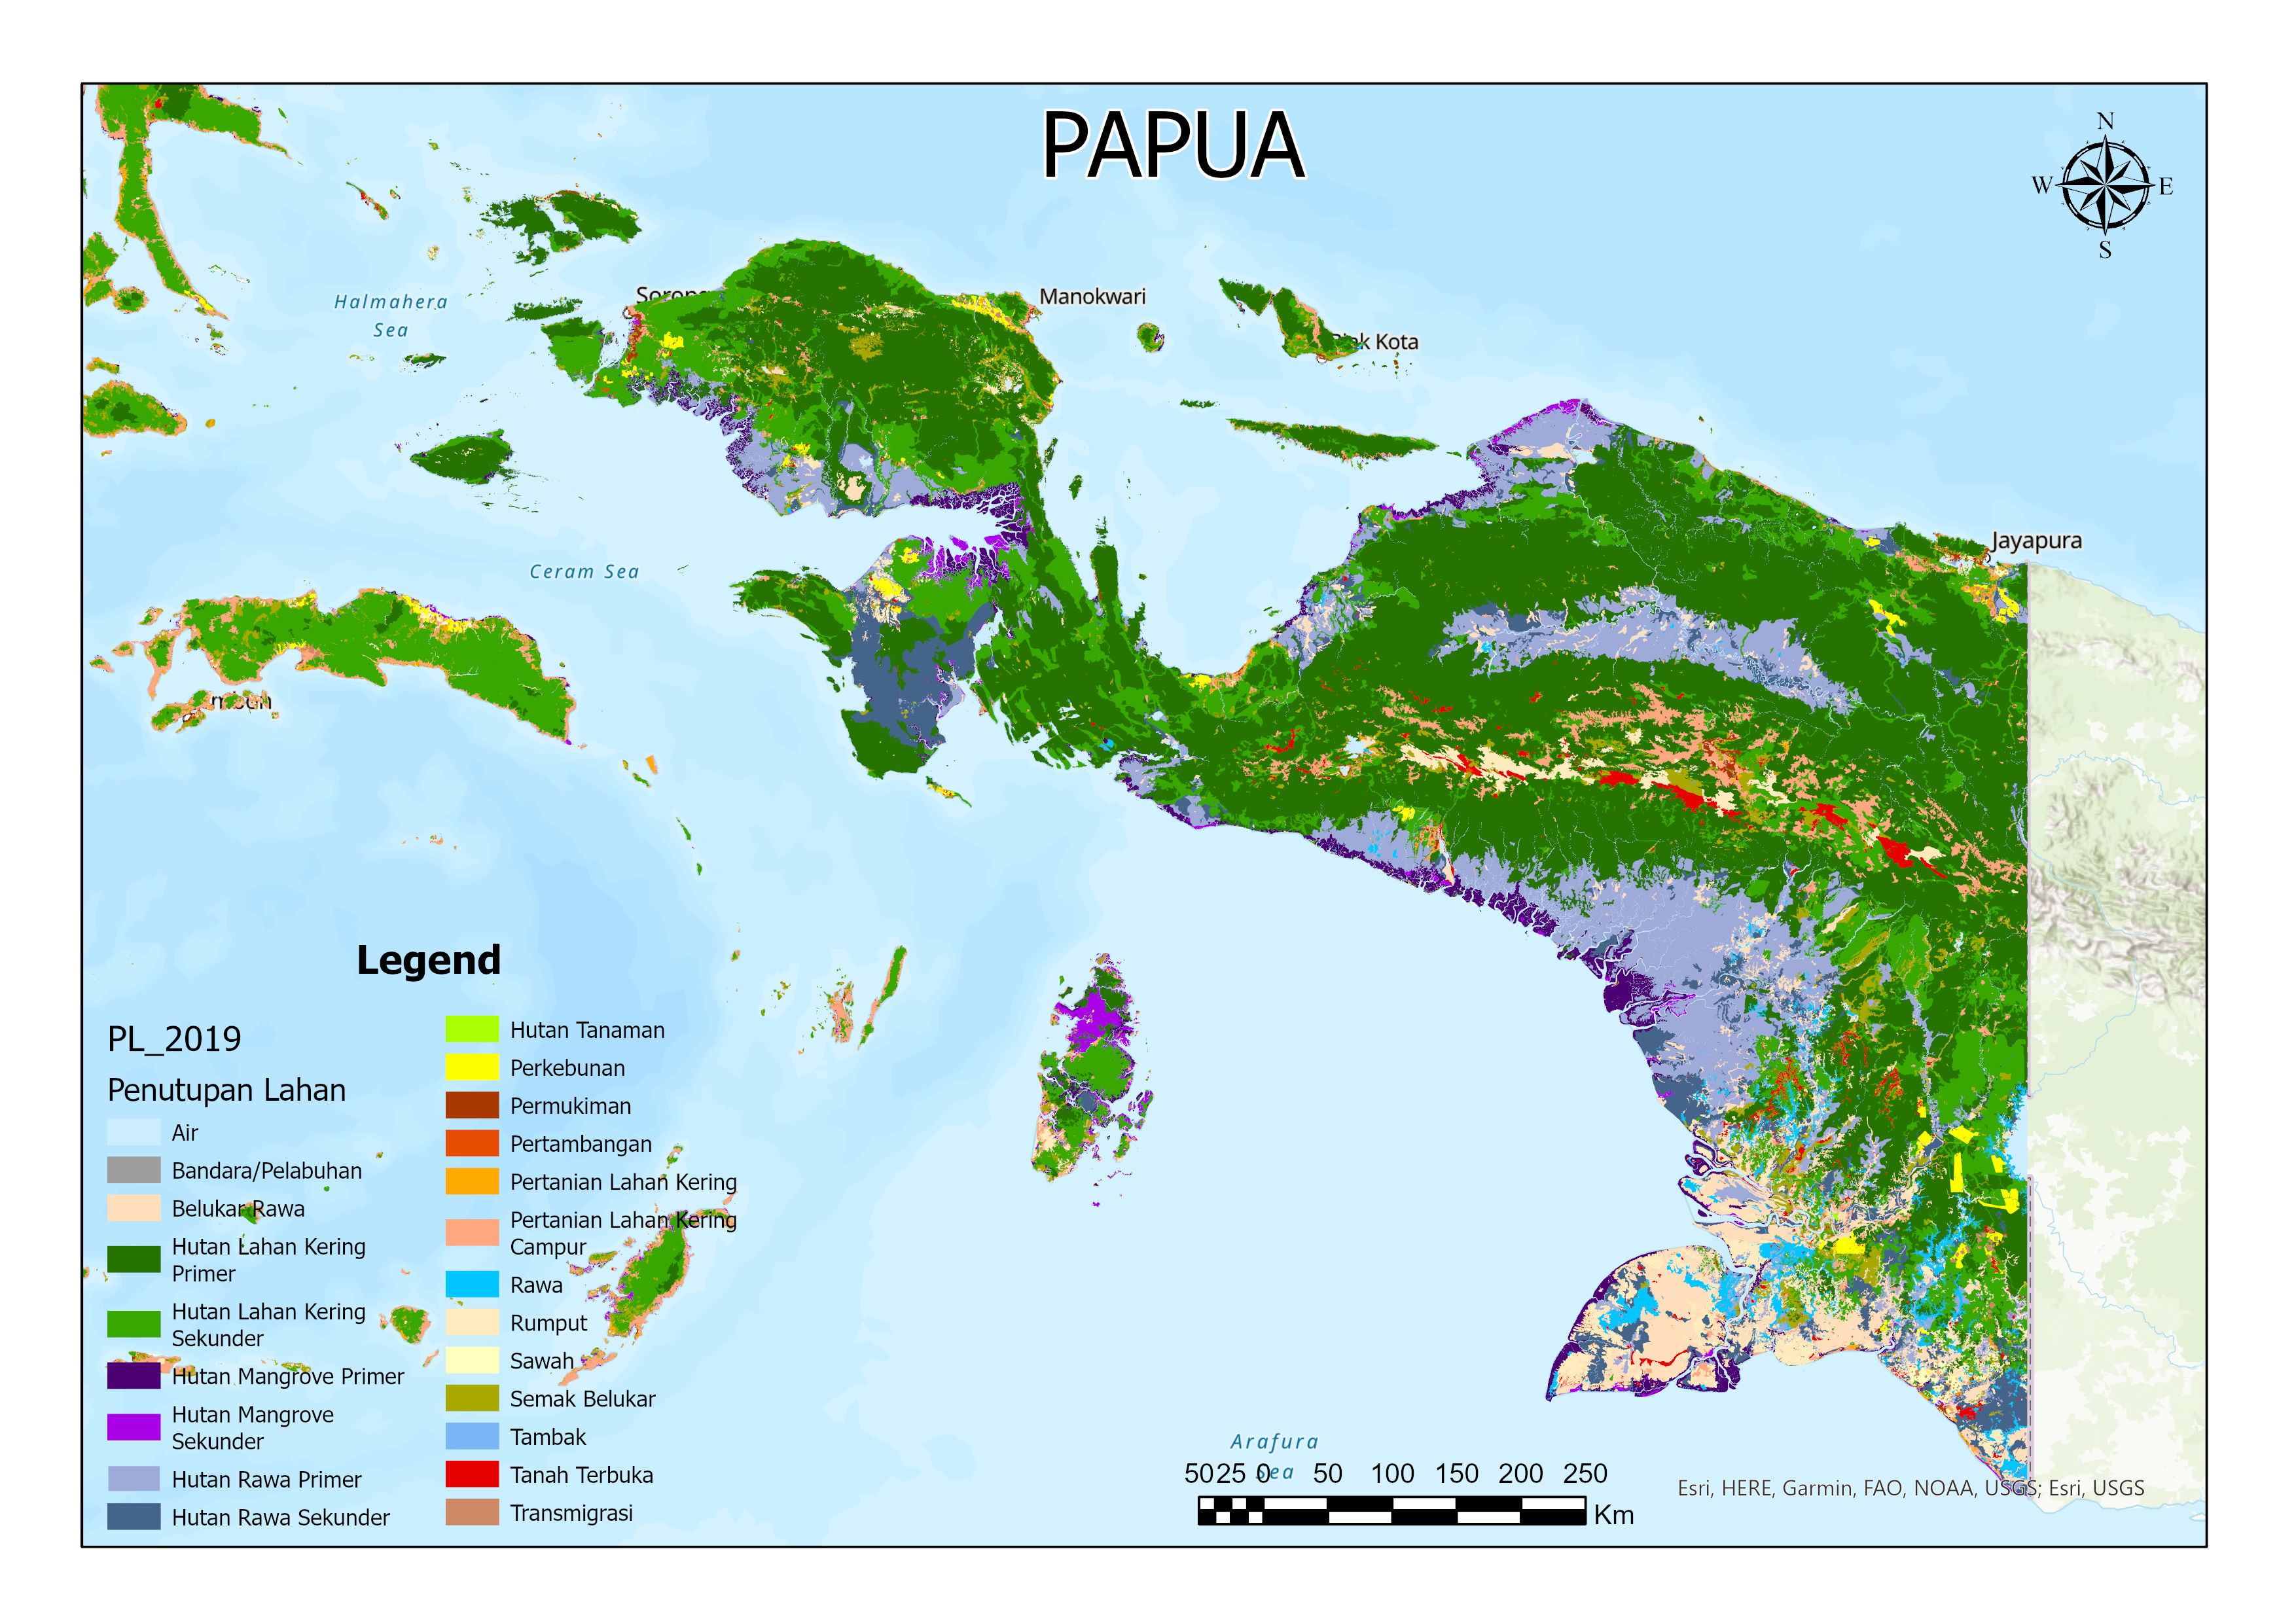 PAPUA
N
W
E
S
Halmahera
Sea
Manokwari
Kota
Jayapura
Ceram Sea
Legend
PL_2019
Penutupan Lahan
Air
Bandara/Pelabuhan
Belukar Rawa
Hutan Lahan Kering
Primer
Hutan Lahan Kering
Sekunder
Hutan Mangrove Primer
Hutan Mangrove
Sekunder
Hutan Rawa Primer
Hutan Rawa Sekunder
Hutan Tanaman
Perkebunan
Permukiman
Pertambangan
Pertanian Lahan Kering
Pertanian Lahan Kering
Campur
Rawa
Rumput
Sawah
Semak Belukar
Tambak
Tanah Terbuka
Transmigrasi
Arafura
Sea
50 25 0 50 100 150 200 250
Km
Esri, HERE, Garmin, FAO, NOAA, USGS; Esri, USGS